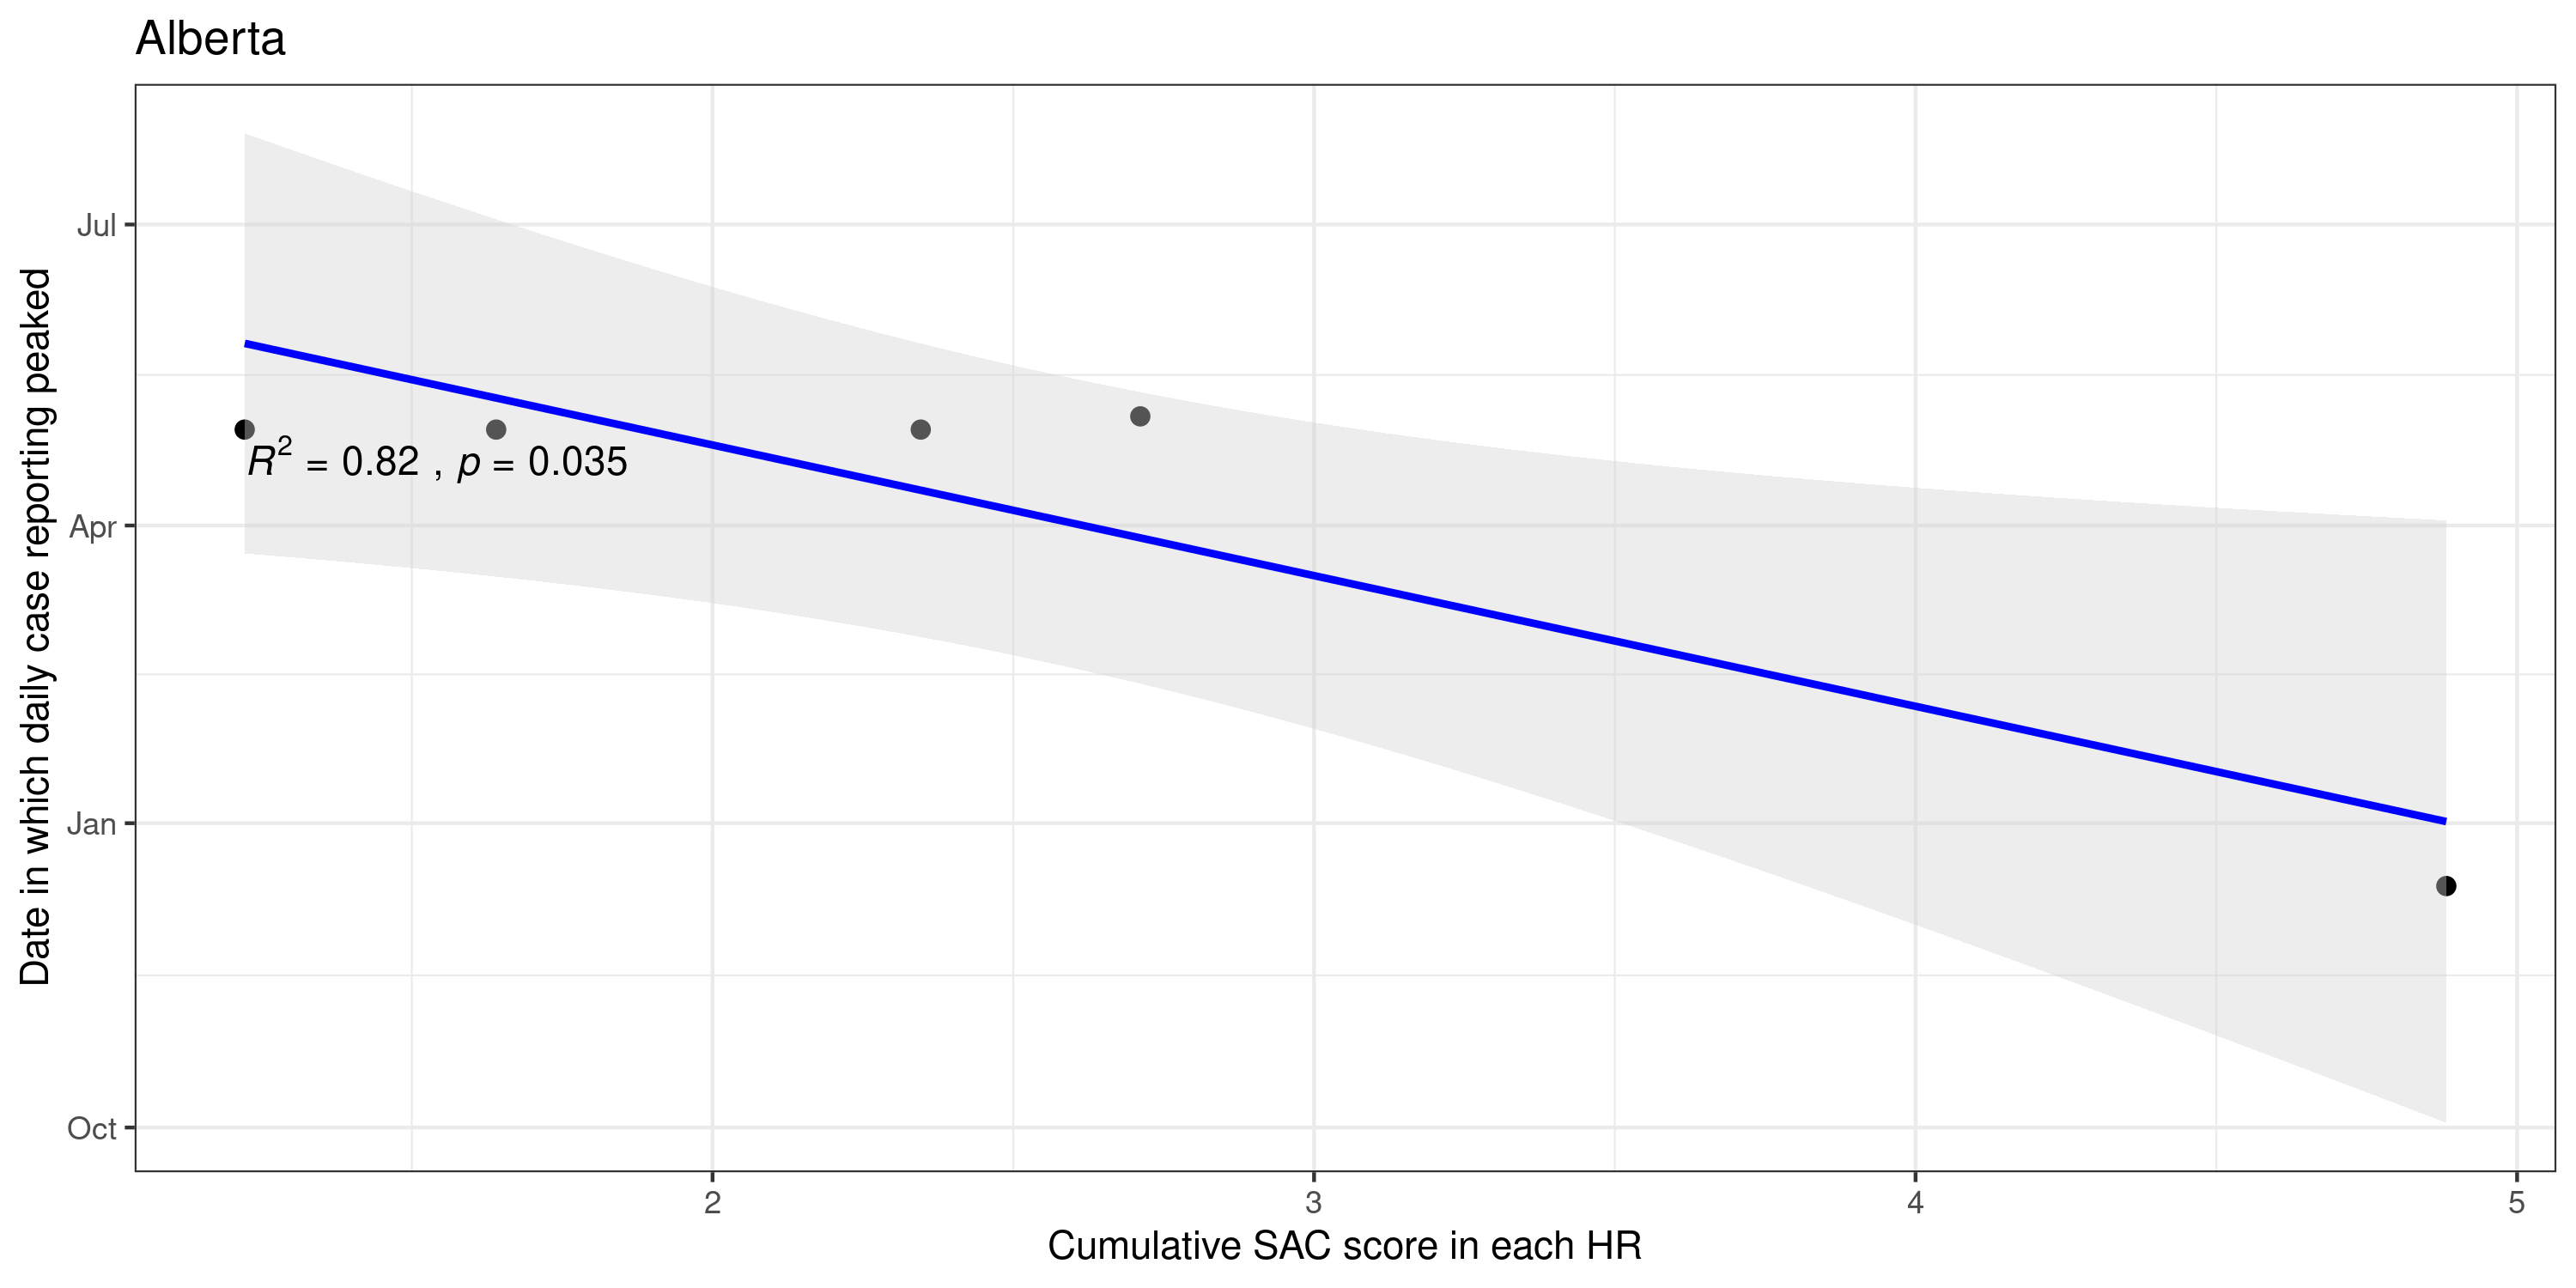 Alberta
Date in which daily case reporting peaked
Jul
Apr
Jan
Oct
R² = 0.82 , p = 0.035
2
3
4
5
Cumulative SAC score in each HR